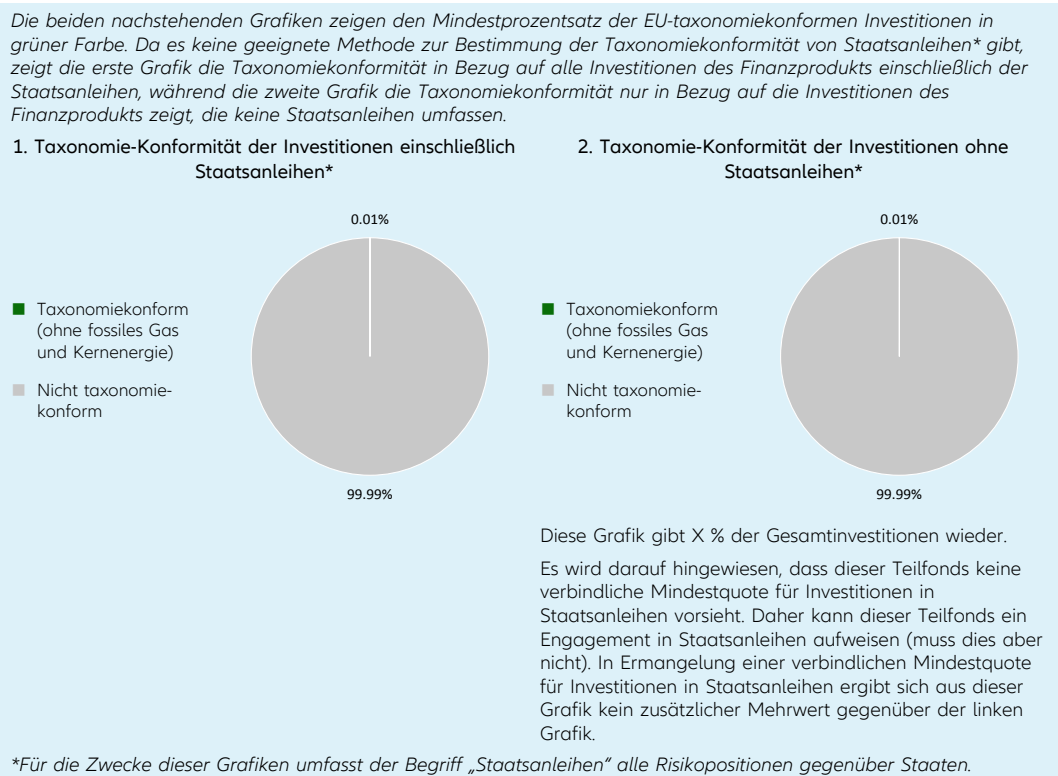 Die beiden nachstehenden Grafiken zeigen den Mindestprozentsatz der EU-taxonomiekonformen Investitionen in
grüner Farbe. Da es keine geeignete Methode zur Bestimmung der Taxonomiekonformität von Staatsanleihen* gibt,
zeigt die erste Grafik die Taxonomiekonformität in Bezug auf alle Investitionen des Finanzprodukts einschließlich der
Staatsanleihen, während die zweite Grafik die Taxonomiekonformität nur in Bezug auf die Investitionen des
Finanzprodukts zeigt, die keine Staatsanleihen umfassen.
1. Taxonomie-Konformität der Investitionen einschließlich
Staatsanleihen*
0.01%
Taxonomiekonform
(ohne fossiles Gas
und Kernenergie)
Nicht taxonomie-
konform
99.99%
2. Taxonomie-Konformität der Investitionen ohne
Staatsanleihen*
0.01%
Taxonomiekonform
(ohne fossiles Gas
und Kernenergie)
Nicht taxonomie-
konform
99.99%
Diese Grafik gibt X % der Gesamtinvestitionen wieder.
Es wird darauf hingewiesen, dass dieser Teilfonds keine
verbindliche Mindestquote für Investitionen in
Staatsanleihen vorsieht. Daher kann dieser Teilfonds ein
Engagement in Staatsanleihen aufweisen (muss dies aber
nicht). In Ermangelung einer verbindlichen Mindestquote
für Investitionen in Staatsanleihen ergibt sich aus dieser
Grafik kein zusätzlicher Mehrwert gegenüber der linken
Grafik.
*Für die Zwecke dieser Grafiken umfasst der Begriff „Staatsanleihen“ alle Risikopositionen gegenüber Staaten.